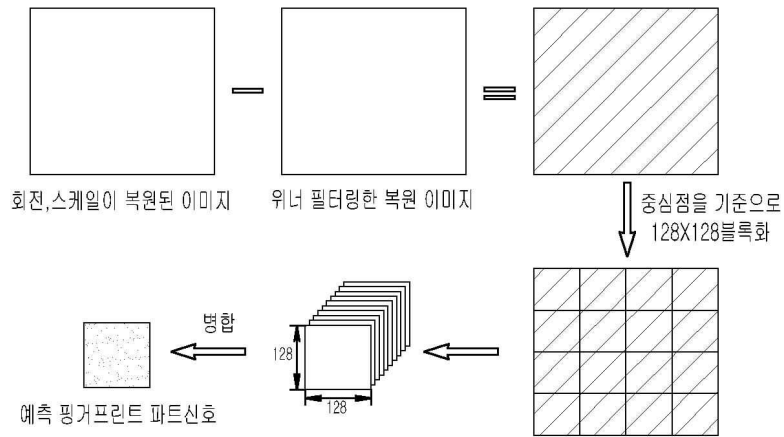 회전,스케일이 복원된 이미지
위너 필터링한 복원 이미지
중심점을 기준으로
128X128블록화
병합
128
128
예측 핑거프린트 파트신호